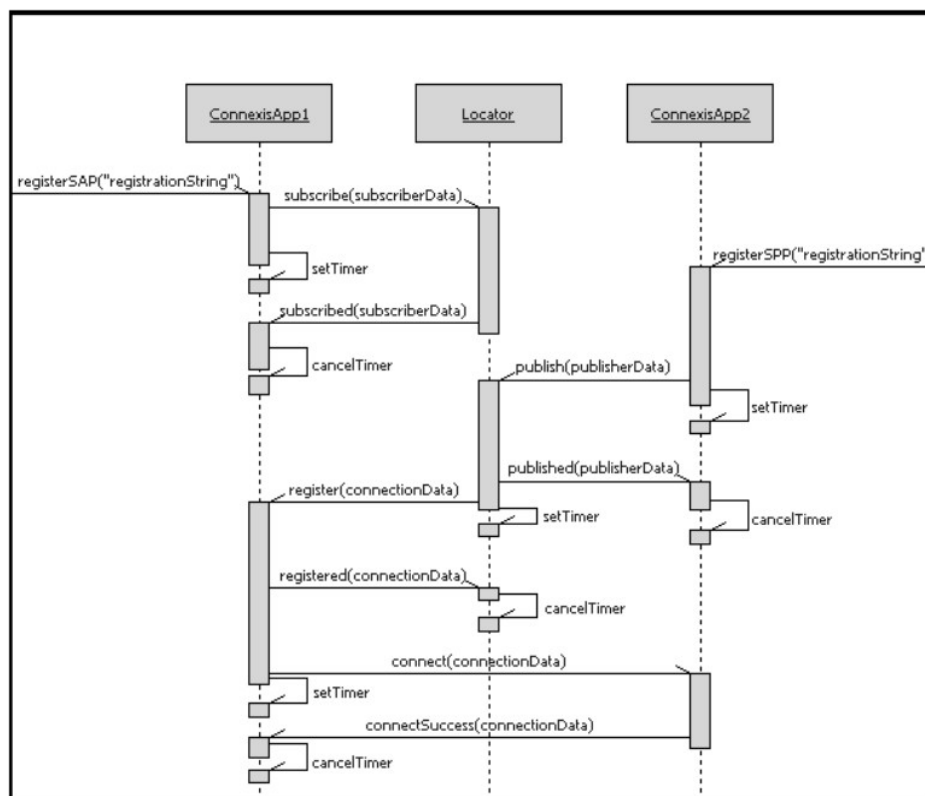 ConnexisApp1
Locator
ConnexisApp2
registerSAP("registrationString")
subscribe(subscriberData)
setTimer
registerSPP("registrationString"
subscribed(subscriberData)
cancelTimer
publish(publisherData)
setTimer
published(publisherData)
register(connectionData)
setTimer
cancelTimer
registered(connectionData)
cancelTimer
connect(connectionData)
setTimer
connectSuccess(connectionData)
cancelTimer